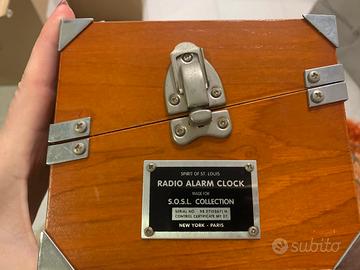 SPIRIT OF ST. LOUIS
RADIO ALARM CLOCK
MADE FOR
S.O.S.L. COLLECTION
SERIAL NO.
CONTROL CERTIFICATE
NEW YORK - PARIS
subito